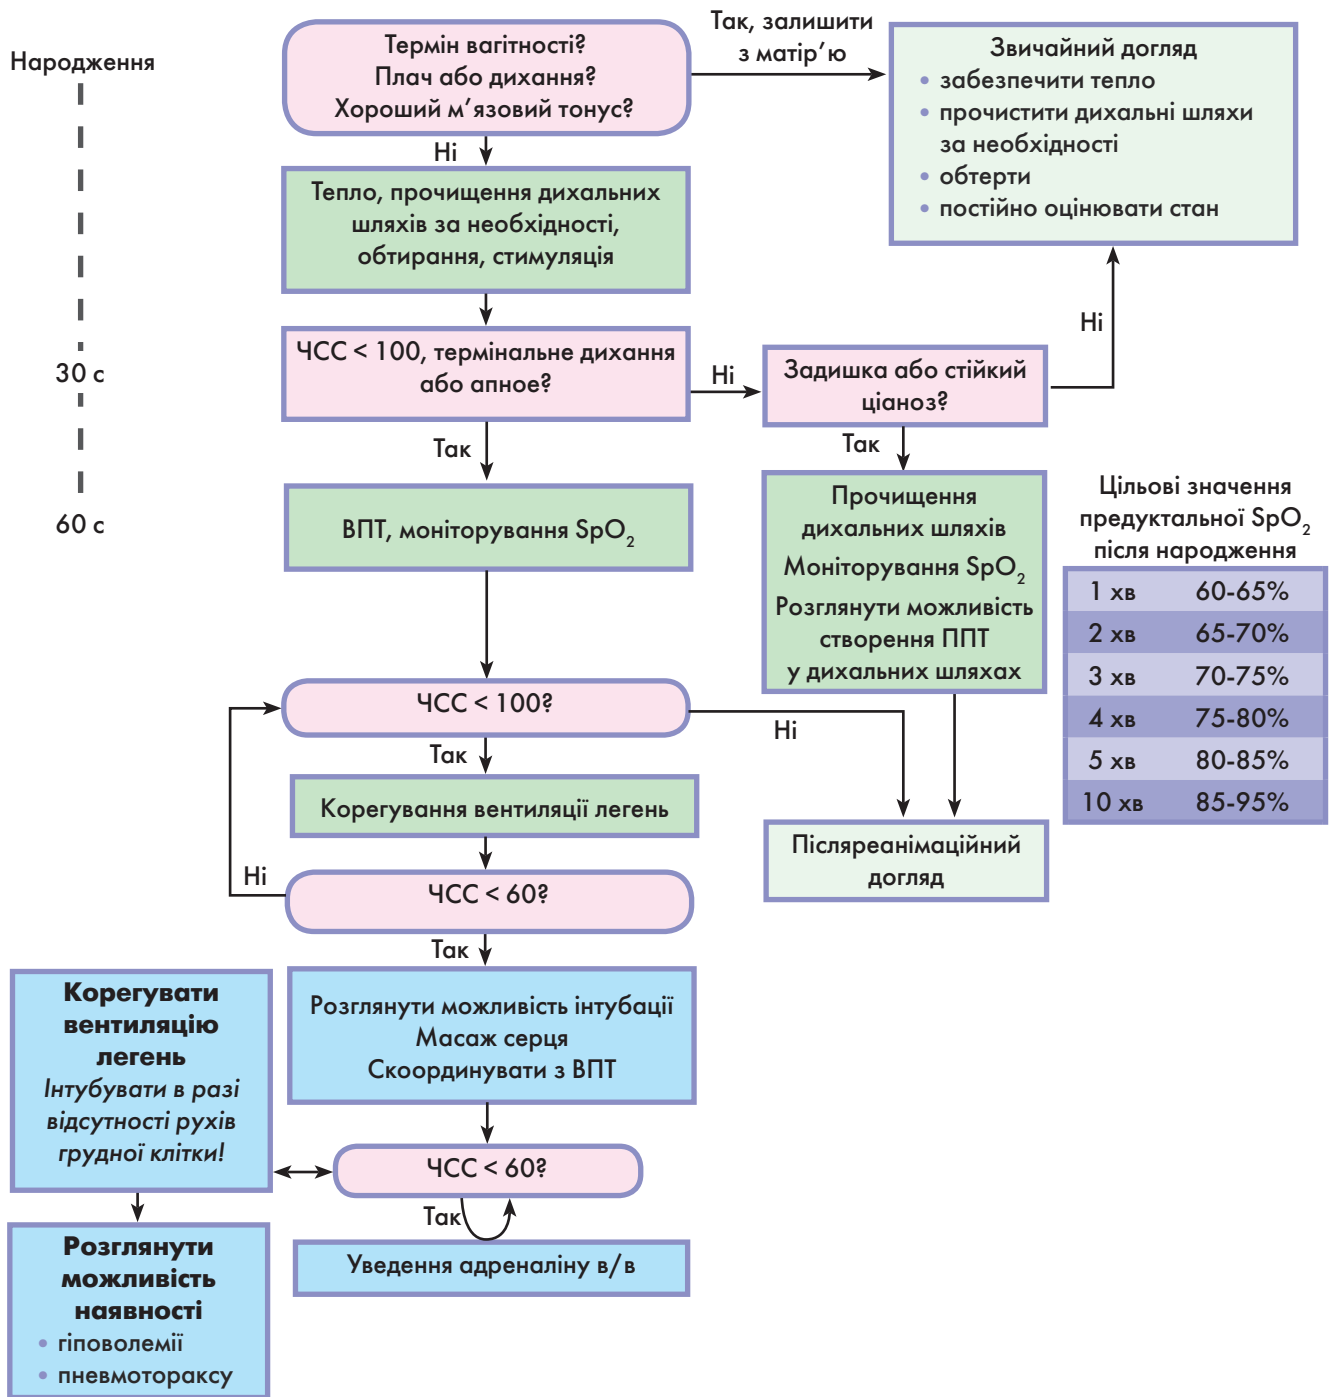 Народження
30 с
60 с
Термін вагітності?
Плач або дихання?
Хороший м’язовий тонус?
Так, залишити
з матір’ю
Звичайний догляд
• забезпечити тепло
• прочистити дихальні шляхи
за необхідності
• обтерти
• постійно оцінювати стан
Ні
Тепло, прочищення дихальних
шляхів за необхідності,
обтирання, стимуляція
ЧСС < 100, термінальне дихання
або апное?
Ні
Задишка або стійкий
ціаноз?
Ні
Так
Так
ВПТ, моніторування SpO₂
Прочищення
дихальних шляхів
Моніторування SpO₂
Розглянути можливість
створення ППТ
у дихальних шляхах
Цільові значення
предуктальної SpO₂
після народження
1 хв 60-65%
2 хв 65-70%
3 хв 70-75%
4 хв 75-80%
5 хв 80-85%
10 хв 85-95%
ЧСС < 100?
Ні
Так
Корегування вентиляції легень
Післяреанімаційний
догляд
Ні
ЧСС < 60?
Так
Розглянути можливість інтубації
Масаж серця
Скоординувати з ВПТ
Корегувати
вентиляцію
легень
Інтубувати в разі
відсутності рухів
грудної клітки!
ЧСС < 60?
Так
Уведення адреналіну в/в
Розглянути
можливість
наявності
• гіповолемії
• пневмотораксу